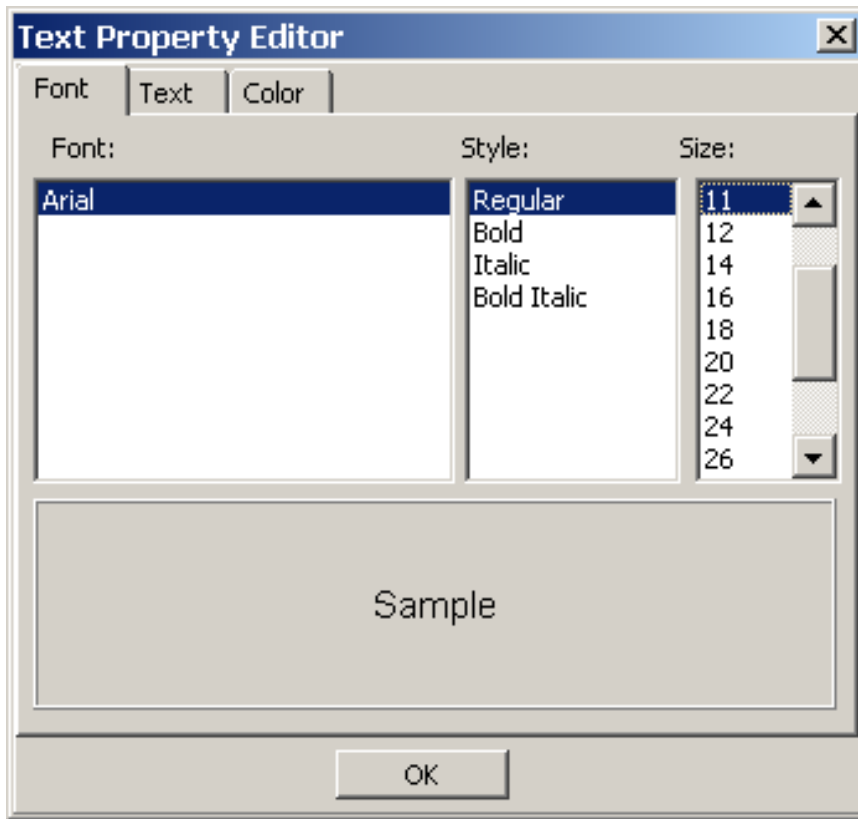 Text Property Editor
Font Text Color
Font: Style: Size:
Arial Regular 11
Bold 12
Italic 14
Bold Italic 16
18
20
22
24
26
Sample
OK